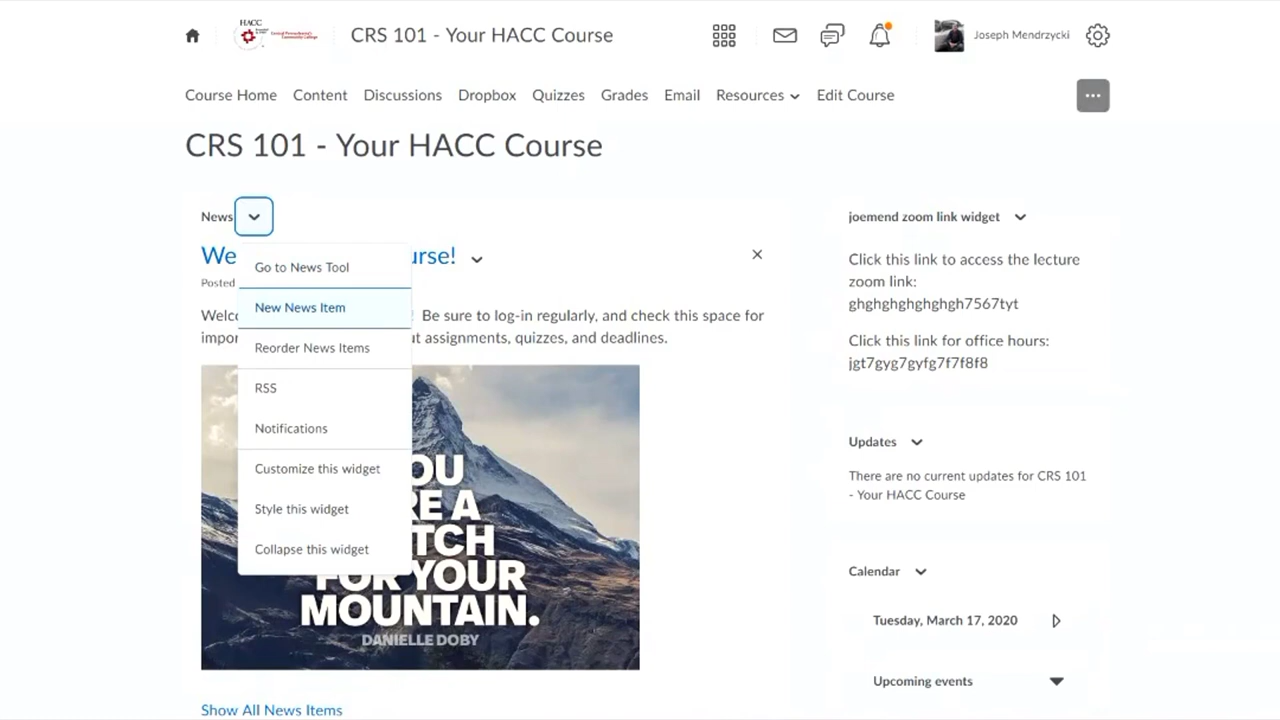 HACC
Central Pennsylvania's
Community College
CRS 101 - Your HACC Course
Joseph Mendrzycki
Course Home
Content
Discussions
Dropbox
Quizzes
Grades
Email
Resources
Edit Course
CRS 101 - Your HACC Course
News
We
urse!
Posted
Go to News Tool
New News Item
Reorder News Items
RSS
Notifications
Customize this widget
Style this widget
Collapse this widget
Welc
! Be sure to log-in regularly, and check this space for
impor
t assignments, quizzes, and deadlines.
OU
RE A
TCH
FOR YOUR
MOUNTAIN.
DANIELLE DOBY
Show All News Items
joemend zoom link widget
Click this link to access the lecture
zoom link:
ghghghghghghgh7567tyt
Click this link for office hours:
jgt7gyg7gyfg7f7f8f8
Updates
There are no current updates for CRS 101
- Your HACC Course
Calendar
Tuesday, March 17, 2020
Upcoming events